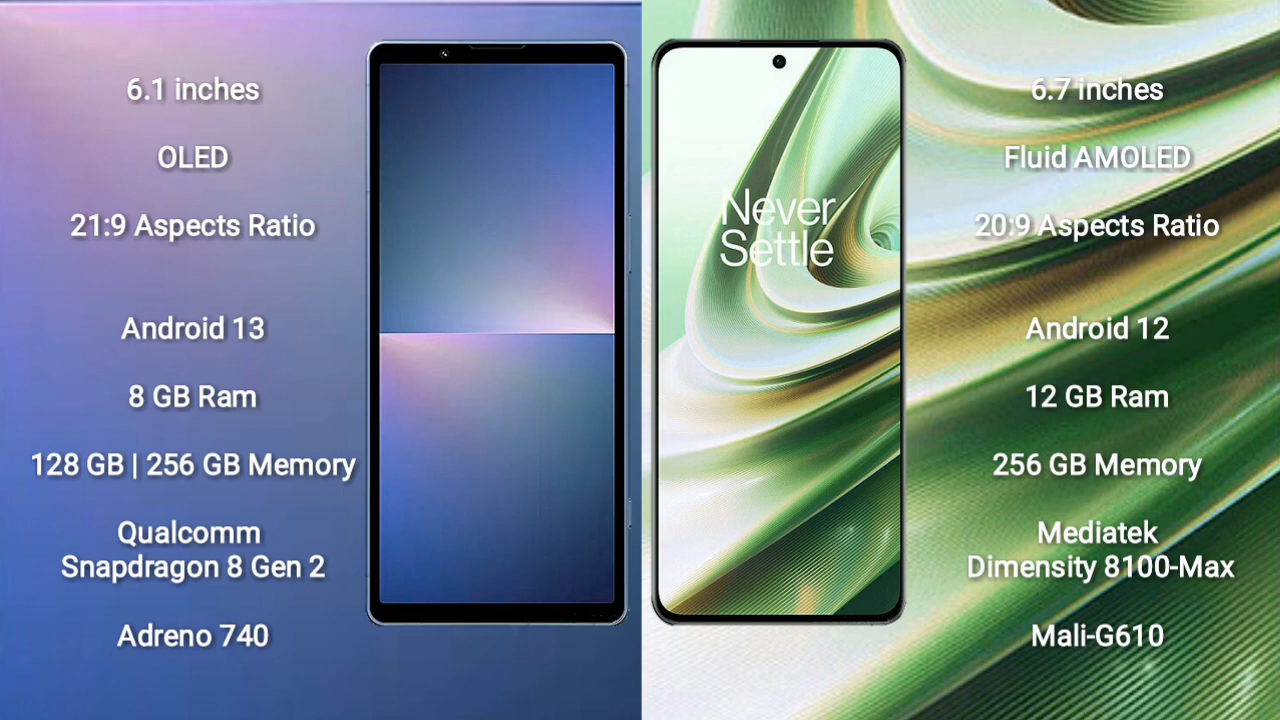 6.1 inches
OLED
21:9 Aspects Ratio
Android 13
8 GB Ram
128 GB | 256 GB Memory
Qualcomm
Snapdragon 8 Gen 2
Adreno 740
Never
Settle
6.7 inches
Fluid AMOLED
20:9 Aspects Ratio
Android 12
12 GB Ram
256 GB Memory
Mediatek
Dimensity 8100-Max
Mali-G610